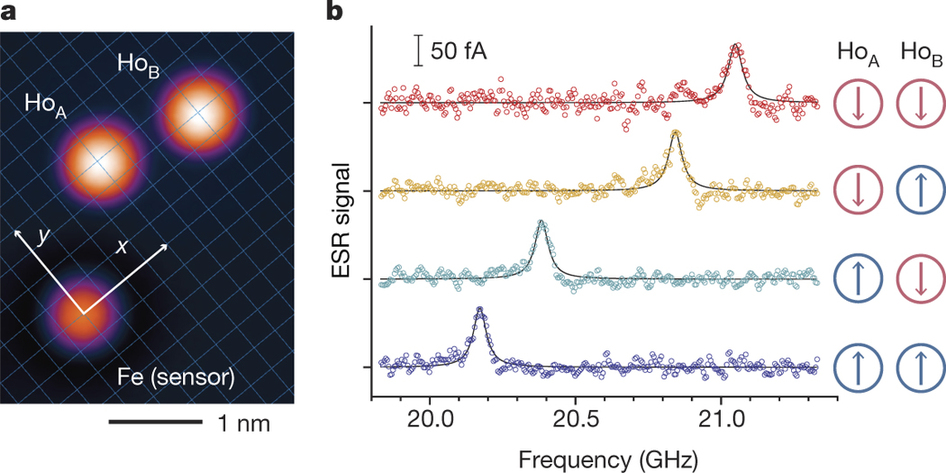 a
Ho_A
Ho_B
y
x
Fe (sensor)
1 nm
b
50 fA
Ho_A Ho_B
↓ ↓
↓ ↑
↑ ↓
↑ ↑
ESR signal
20.0 20.5 21.0
Frequency (GHz)